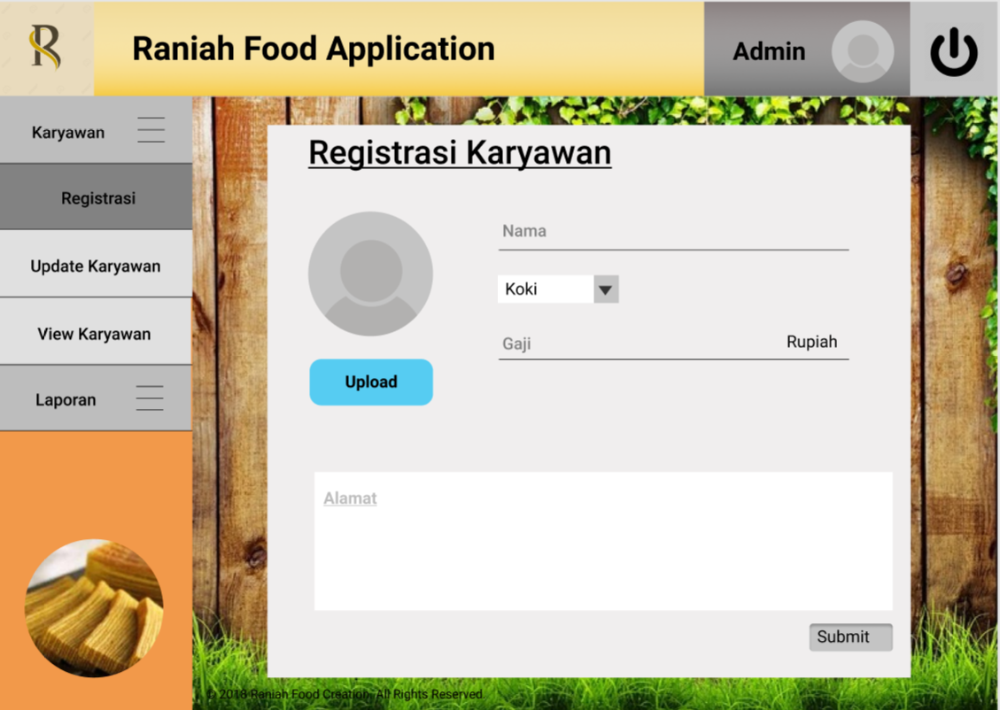 R
Raniah Food Application
Admin
Karyawan
Registrasi
Update Karyawan
View Karyawan
Laporan
Registrasi Karyawan
Nama
Koki
Gaji
Rupiah
Upload
Alamat
Submit
© 2018 Raniah Food Creation. All Rights Reserved.